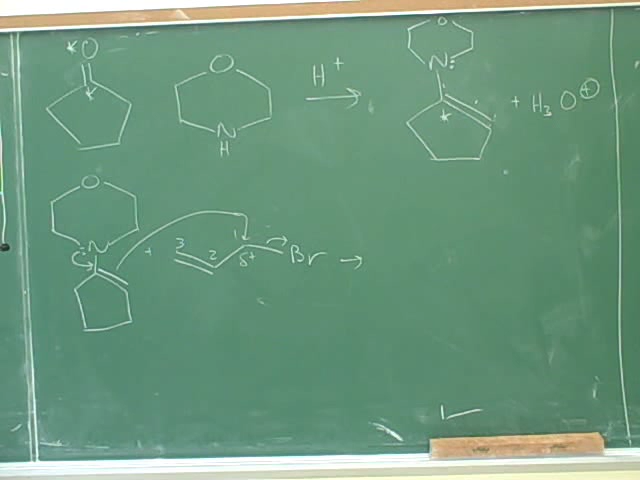 *O * O N H H+ → O N: * + H3O⊕
O N: + 3 2 1 δ+ Br →